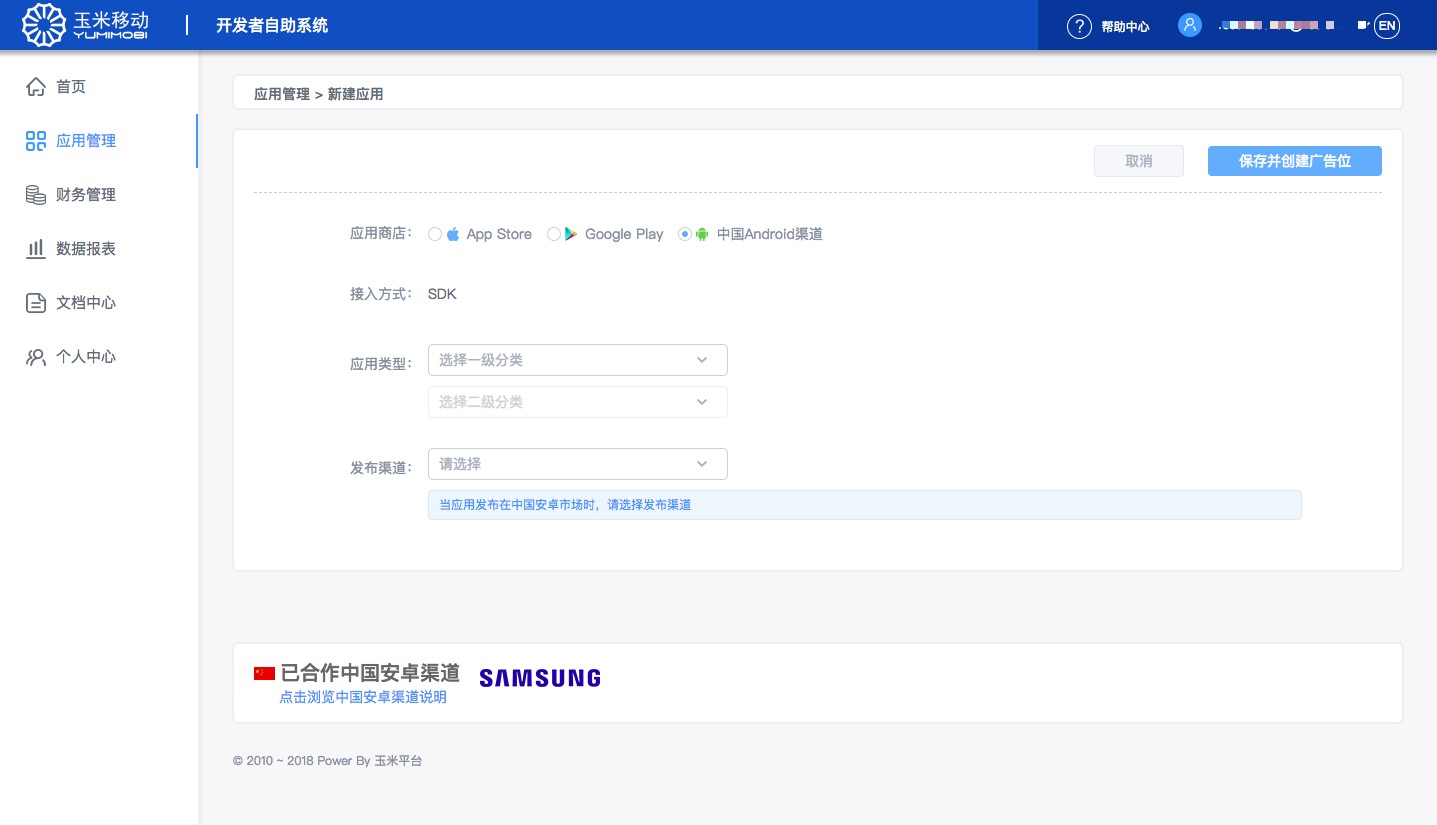 玉米移动
YUMIMOBI
开发者自助系统
? 帮助中心
EN
首页
应用管理
财务管理
数据报表
文档中心
个人中心
应用管理 > 新建应用
取消
保存并创建广告位
应用商店： App Store Google Play 中国Android渠道
接入方式： SDK
应用类型： 选择一级分类
选择二级分类
发布渠道： 请选择
当应用发布在中国安卓市场时，请选择发布渠道
已合作中国安卓渠道
点击浏览中国安卓渠道说明
SAMSUNG
© 2010 ~ 2018 Power By 玉米平台